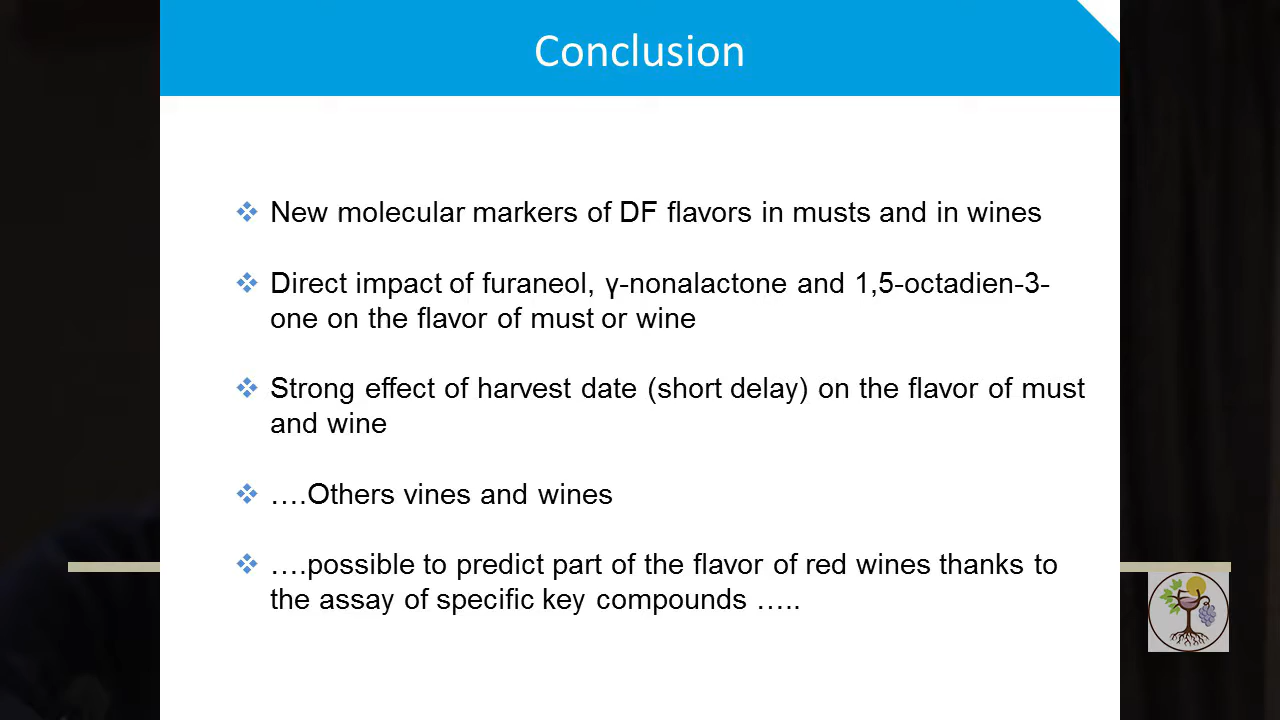 Conclusion
❖ New molecular markers of DF flavors in musts and in wines
❖ Direct impact of furaneol, γ-nonalactone and 1,5-octadien-3-
one on the flavor of must or wine
❖ Strong effect of harvest date (short delay) on the flavor of must
and wine
❖ ….Others vines and wines
❖ ….possible to predict part of the flavor of red wines thanks to
the assay of specific key compounds …..